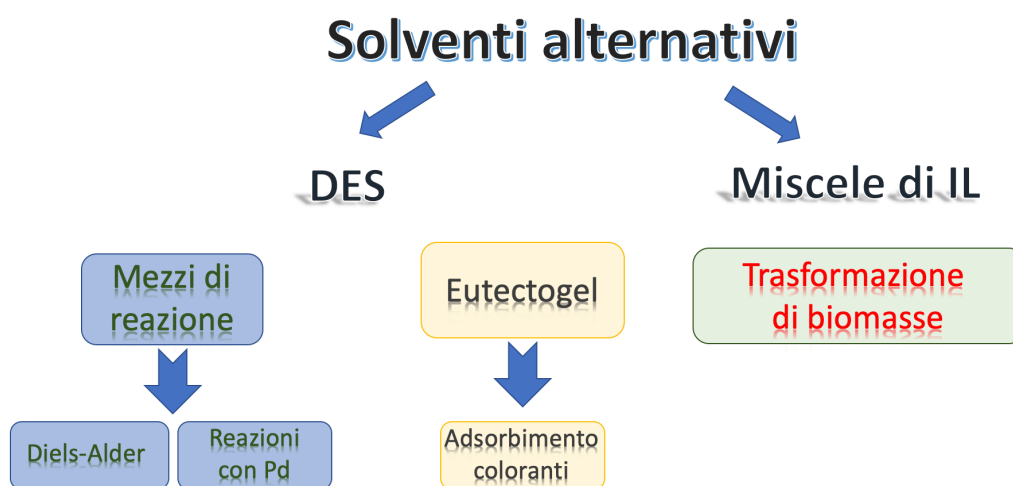 Solventi alternativi
DES
Miscele di IL
Mezzi di
reazione
Eutectogel
Trasformazione
di biomasse
Diels-Alder
Reazioni
con Pd
Adsorbimento
coloranti